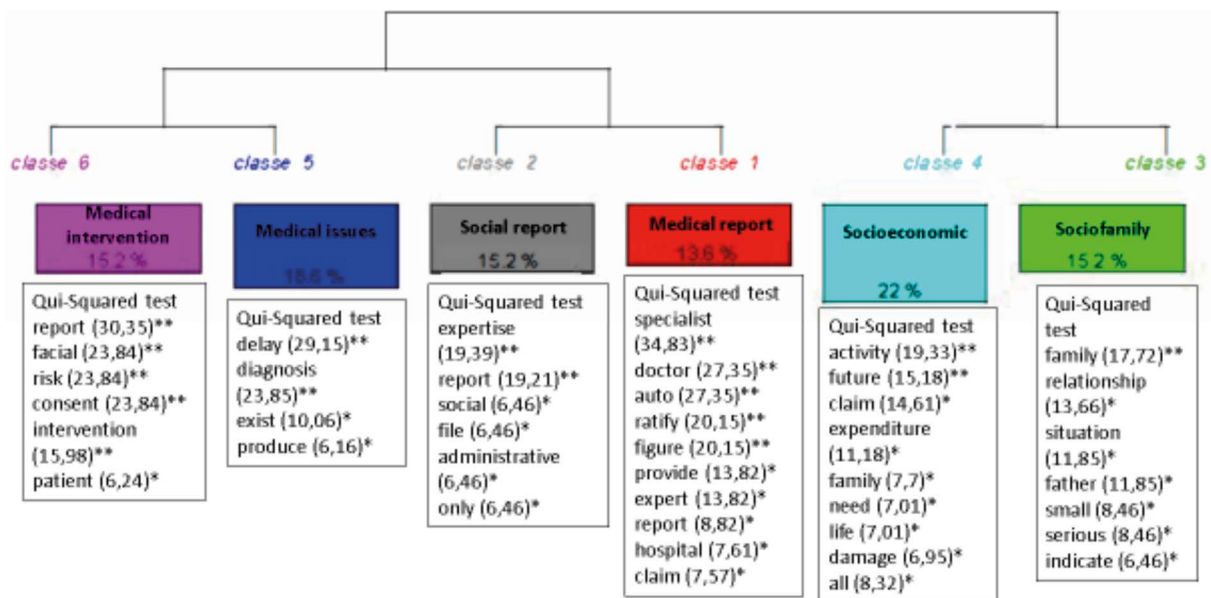 classe 6
classe 5
classe 2
classe 1
classe 4
classe 3
Medical
intervention
15.2 %
Qui-Squared test
report (30,35)**
facial (23,84)**
risk (23,84)**
consent (23,84)**
intervention
(15,98)**
patient (6,24)*
Medical issues
18.6 %
Qui-Squared test
delay (29,15)**
diagnosis
(23,85)**
exist (10,06)*
produce (6,16)*
Social report
15.2 %
Qui-Squared test
expertise
(19,39)**
report (19,21)**
social (6,46)*
file (6,46)*
administrative
(6,46)*
only (6,46)*
Medical report
13.6 %
Qui-Squared test
specialist
(34,83)**
doctor (27,35)**
auto (27,35)**
ratify (20,15)**
figure (20,15)**
provide (13,82)*
expert (13,82)*
report (8,82)*
hospital (7,61)*
claim (7,57)*
Socioeconomic
22 %
Qui-Squared test
activity (19,33)**
future (15,18)**
claim (14,61)*
expenditure
(11,18)*
family (7,7)*
need (7,01)*
life (7,01)*
damage (6,95)*
all (8,32)*
Sociofamily
15.2 %
Qui-Squared
test
family (17,72)**
relationship
(13,66)*
situation
(11,85)*
father (11,85)*
small (8,46)*
serious (8,46)*
indicate (6,46)*